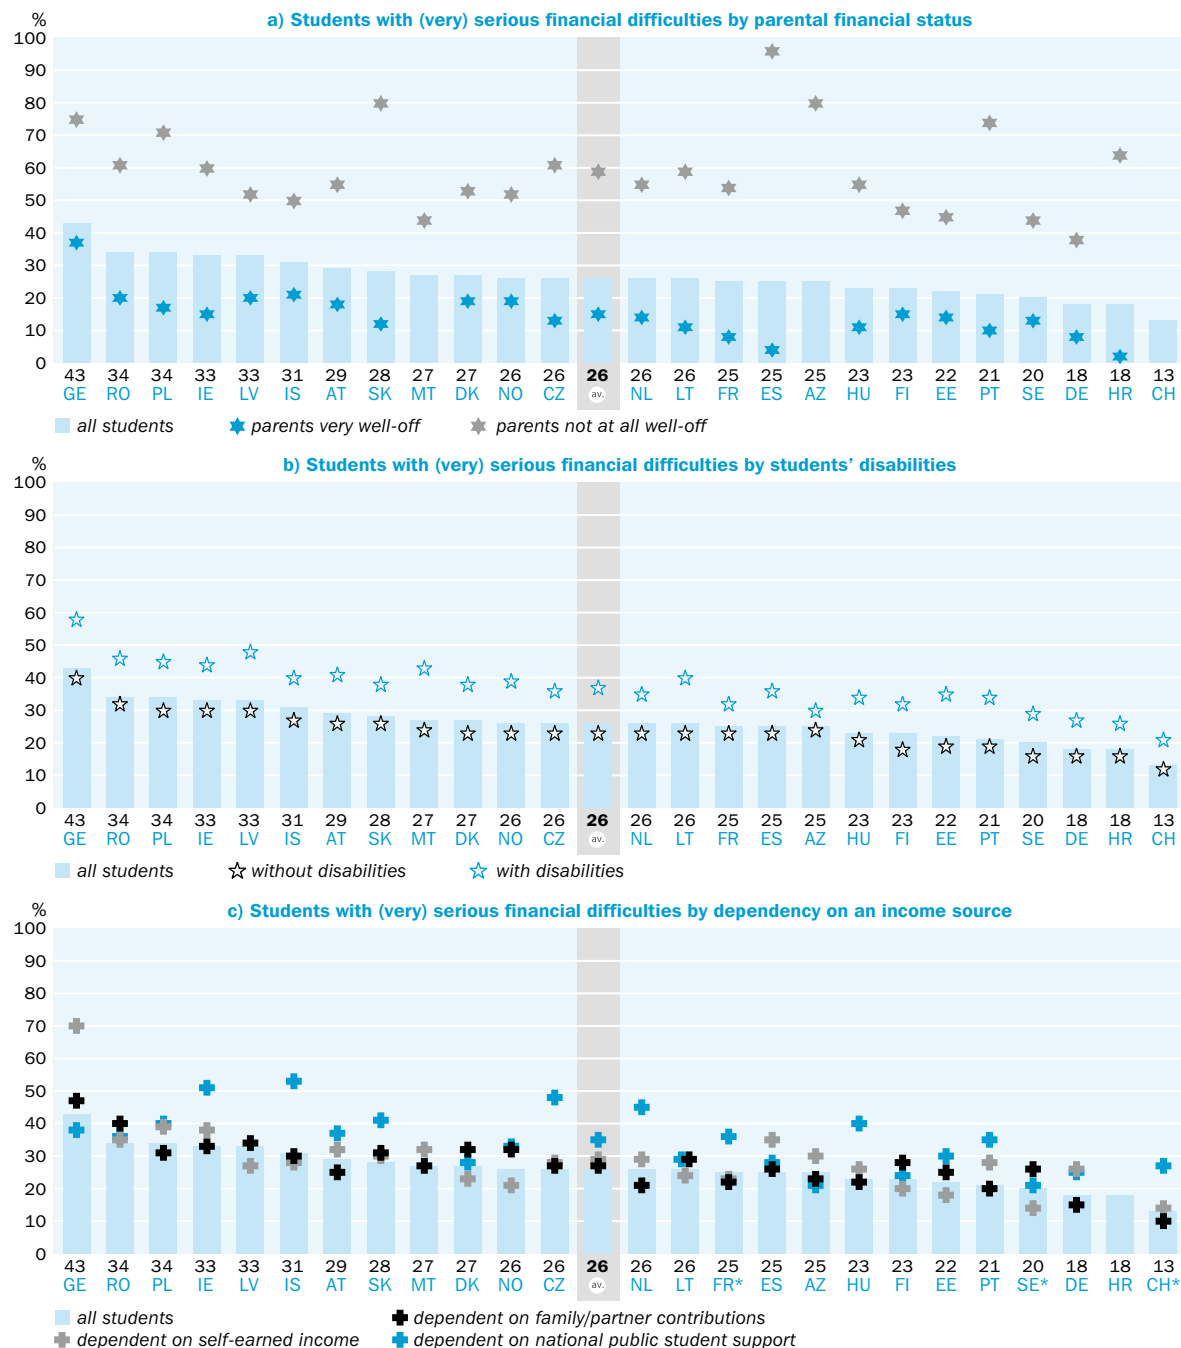 %
a) Students with (very) serious financial difficulties by parental financial status
100
90
80
70
60
50
40
30
20
10
0
43 34 34 33 33 31 29 28 27 27 26 26 26 26 26 25 25 25 23 23 22 21 20 18 18 13
GE RO PL IE LV IS AT SK MT DK NO CZ av. NL LT FR ES AZ HU FI EE PT SE DE HR CH
all students parents very well-off parents not at all well-off
%
b) Students with (very) serious financial difficulties by students’ disabilities
100
90
80
70
60
50
40
30
20
10
0
43 34 34 33 33 31 29 28 27 27 26 26 26 26 26 25 25 25 23 23 22 21 20 18 18 13
GE RO PL IE LV IS AT SK MT DK NO CZ av. NL LT FR ES AZ HU FI EE PT SE DE HR CH
all students without disabilities with disabilities
%
c) Students with (very) serious financial difficulties by dependency on an income source
100
90
80
70
60
50
40
30
20
10
0
43 34 34 33 33 31 29 28 27 27 26 26 26 26 26 25 25 25 23 23 22 21 20 18 18 13
GE RO PL IE LV IS AT SK MT DK NO CZ av. NL LT FR* ES AZ HU FI EE PT SE* DE HR CH*
all students dependent on family/partner contributions
dependent on self-earned income dependent on national public student support